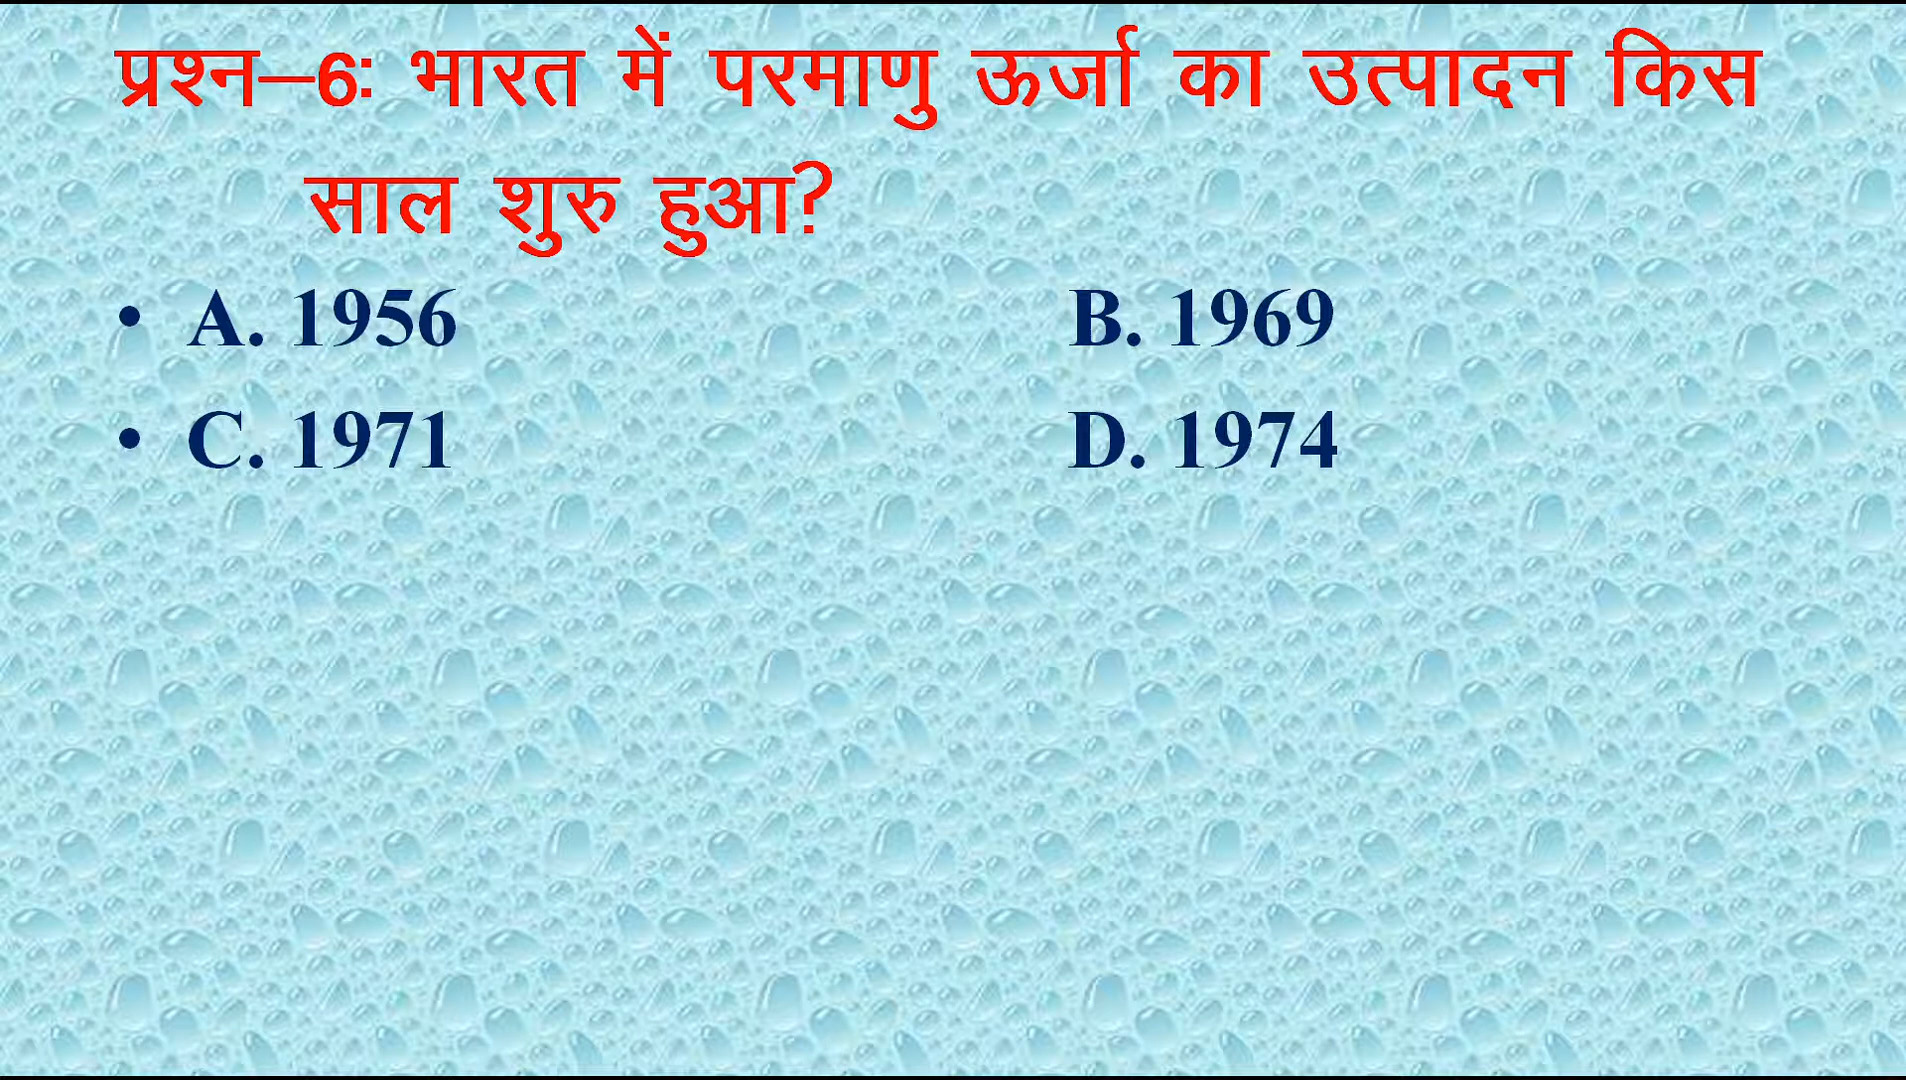 प्रश्न–6: भारत में परमाणु ऊर्जा का उत्पादन किस
साल शुरु हुआ?
• A. 1956 B. 1969
• C. 1971 D. 1974